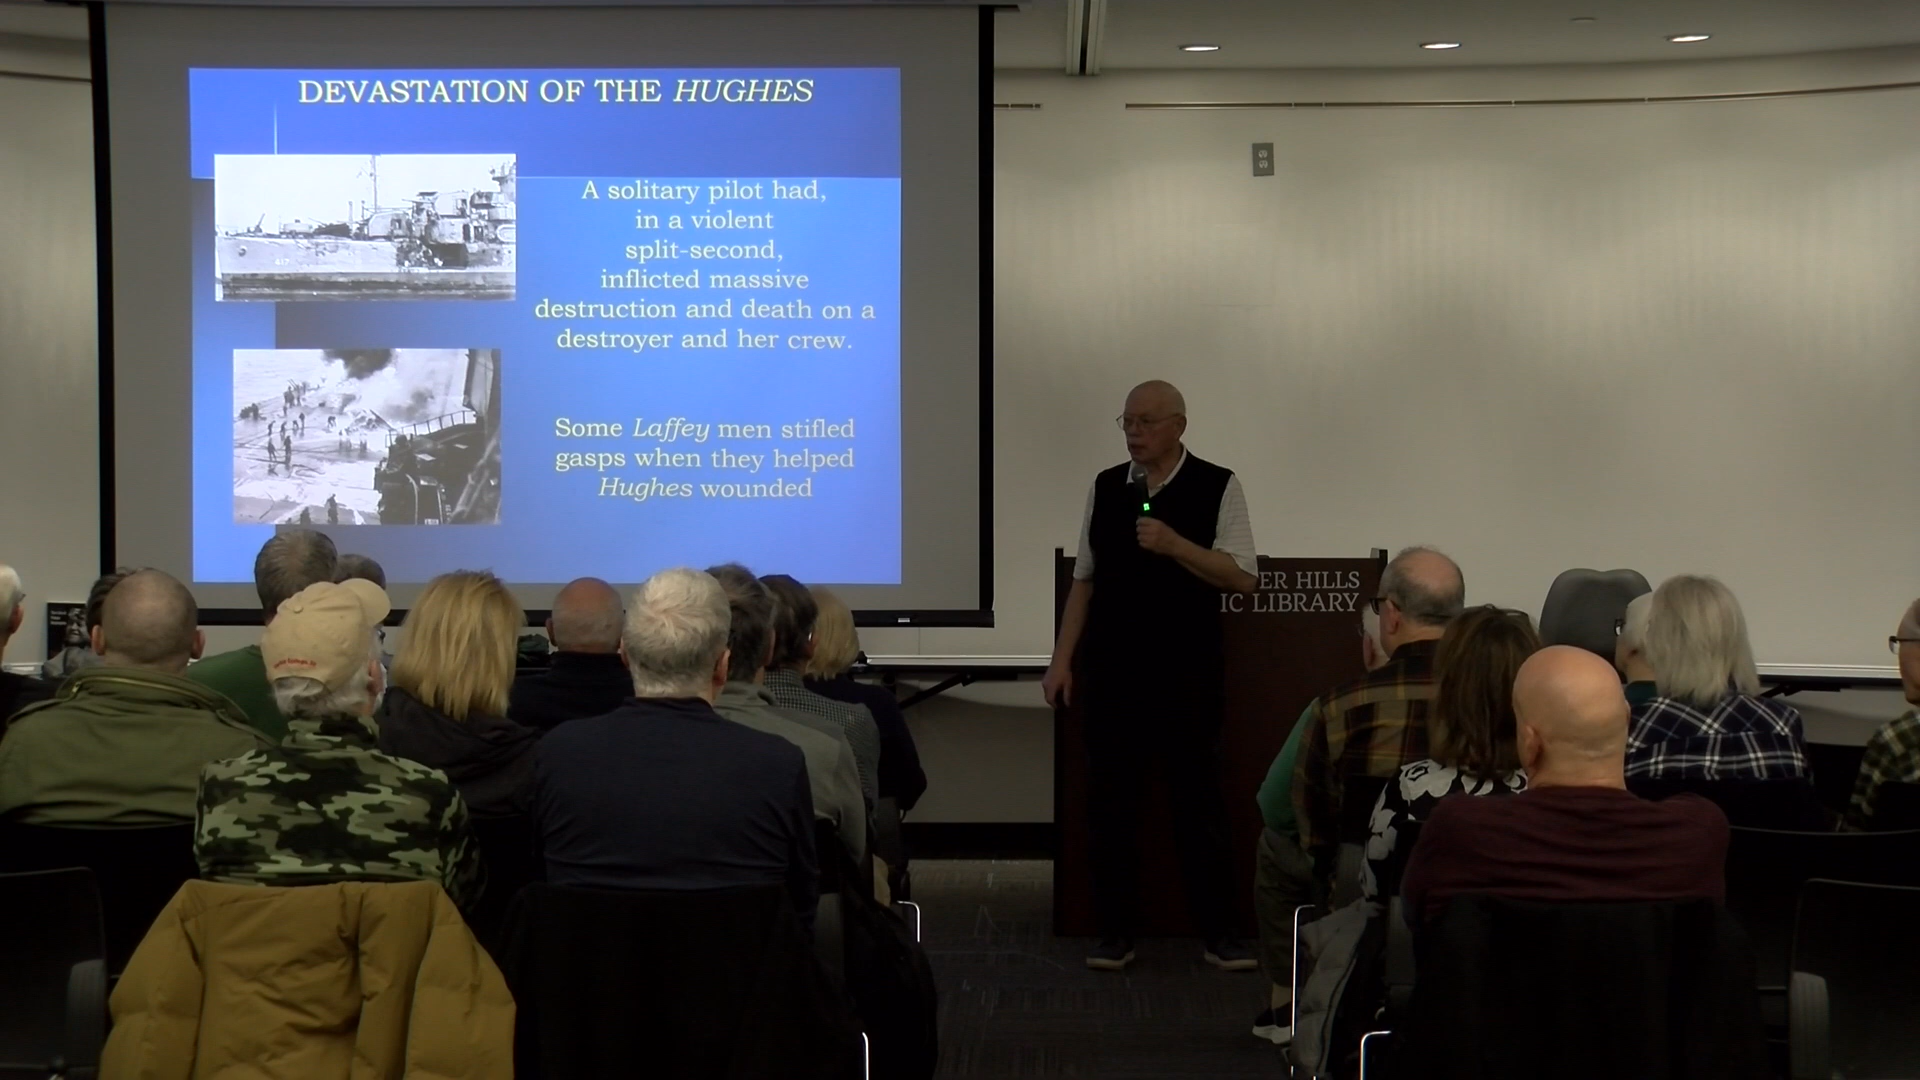 DEVASTATION OF THE HUGHES
A solitary pilot had,
in a violent
split-second,
inflicted massive
destruction and death on a
destroyer and her crew.
Some Laffey men stifled
gasps when they helped
Hughes wounded
ER HILLS
IC LIBRARY